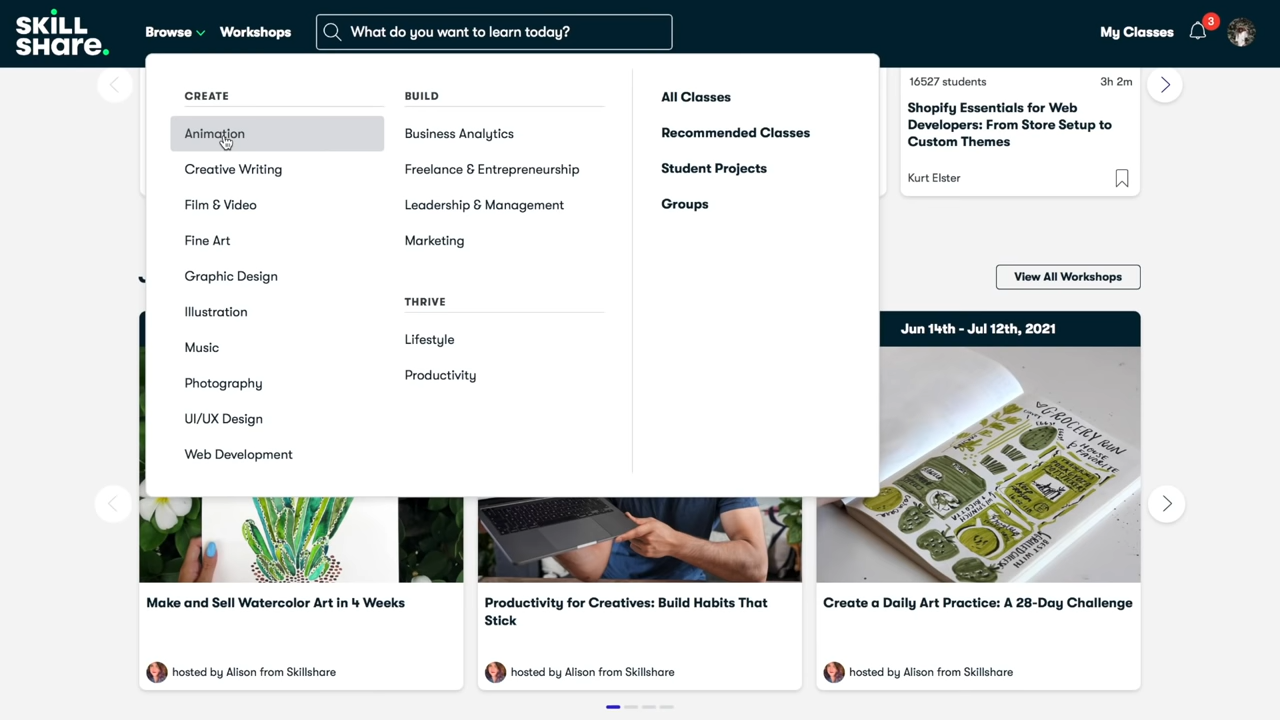 SKILL
SHARE.
Browse
Workshops
What do you want to learn today?
My Classes
3
CREATE
Animation
Creative Writing
Film & Video
Fine Art
Graphic Design
Illustration
Music
Photography
UI/UX Design
Web Development
BUILD
Business Analytics
Freelance & Entrepreneurship
Leadership & Management
Marketing
THRIVE
Lifestyle
Productivity
All Classes
Recommended Classes
Student Projects
Groups
16527 students
3h 2m
Shopify Essentials for Web
Developers: From Store Setup to
Custom Themes
Kurt Elster
View All Workshops
Jun 14th - Jul 12th, 2021
GROCERY RUN
HOUSE
FAVORITE
Make and Sell Watercolor Art in 4 Weeks
hosted by Alison from Skillshare
Productivity for Creatives: Build Habits That
Stick
hosted by Alison from Skillshare
Create a Daily Art Practice: A 28-Day Challenge
hosted by Alison from Skillshare